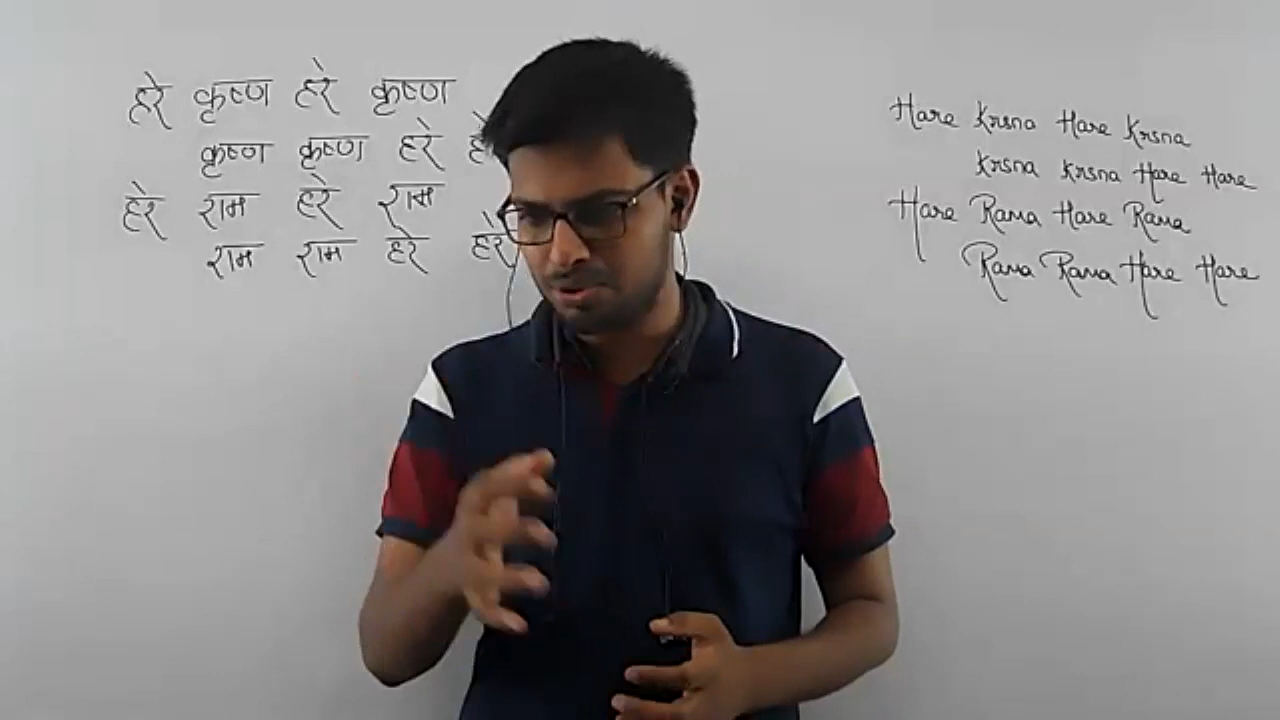 हरे कृष्ण हरे कृष्ण
कृष्ण कृष्ण हरे
हरे राम हरे राम
राम राम हरे हरे
Hare Krsna Hare Krsna
Krsna Krsna Hare Hare
Hare Rama Hare Rama
Rama Rama Hare Hare